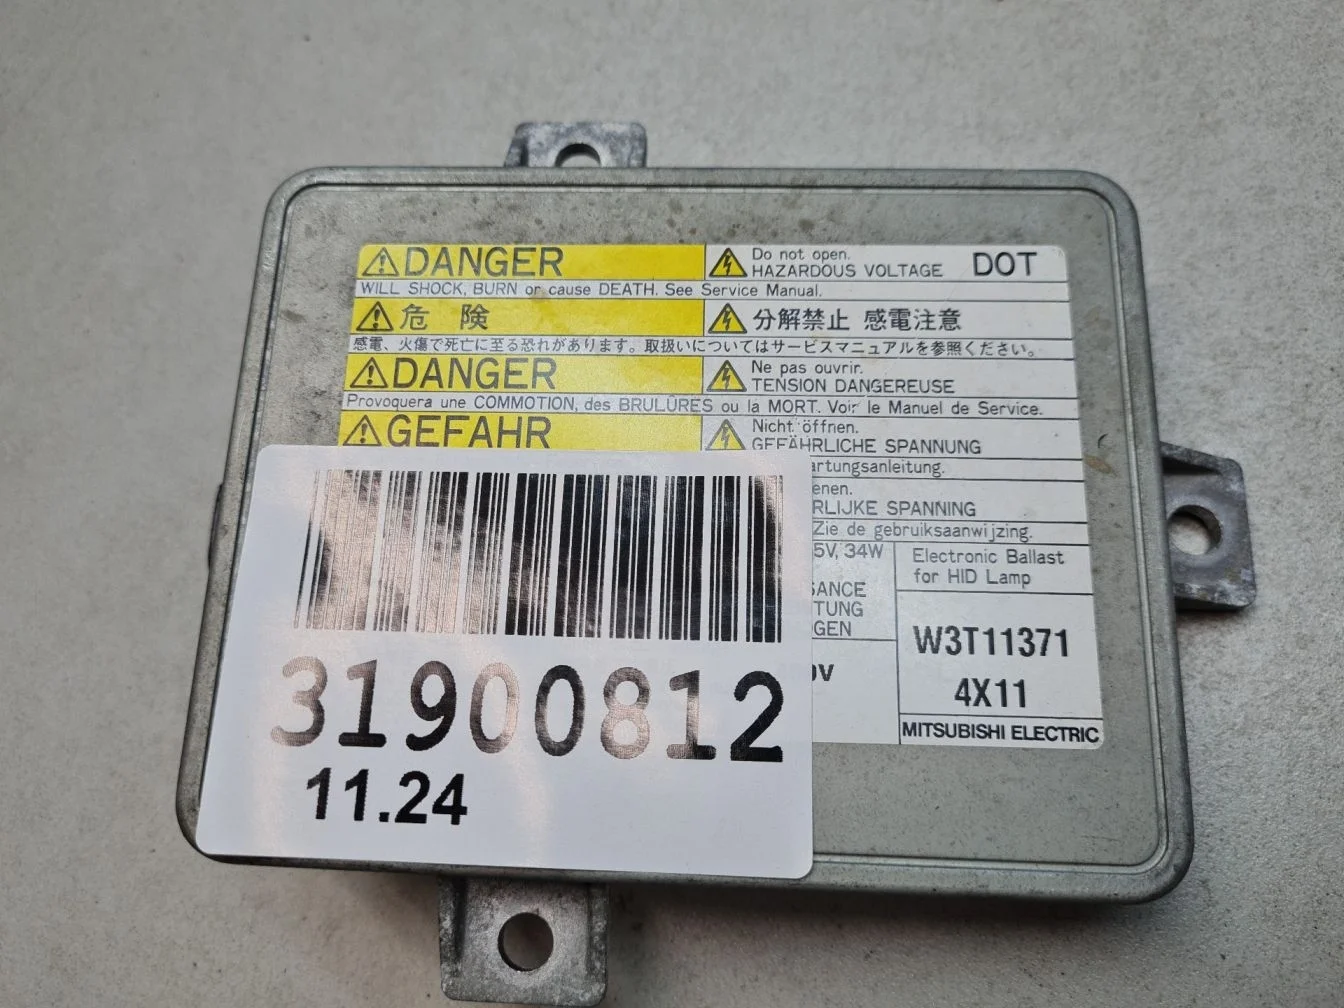 DANGER
Do not open.
HAZARDOUS VOLTAGE
DOT
WILL SHOCK, BURN or cause DEATH. See Service Manual.
危 険
分解禁止 感電注意
感電、火傷で死亡に至る恐れがあります。取扱いについてはサービスマニュアルを参照ください。
DANGER
Ne pas ouvrir.
TENSION DANGEREUSE
Provoquera une COMMOTION, des BRULÛRES ou la MORT. Voir le Manuel de Service.
GEFAHR
Nicht öffnen.
GEFÄHRLICHE SPANNUNG
artungsanleitung.
enen.
RLIJKE SPANNING
Zie de gebruiksaanwijzing.
5V, 34W
Electronic Ballast
for HID Lamp
SANCE
TUNG
GEN
W3T11371
4X11
MITSUBISHI ELECTRIC
31900812
11.24